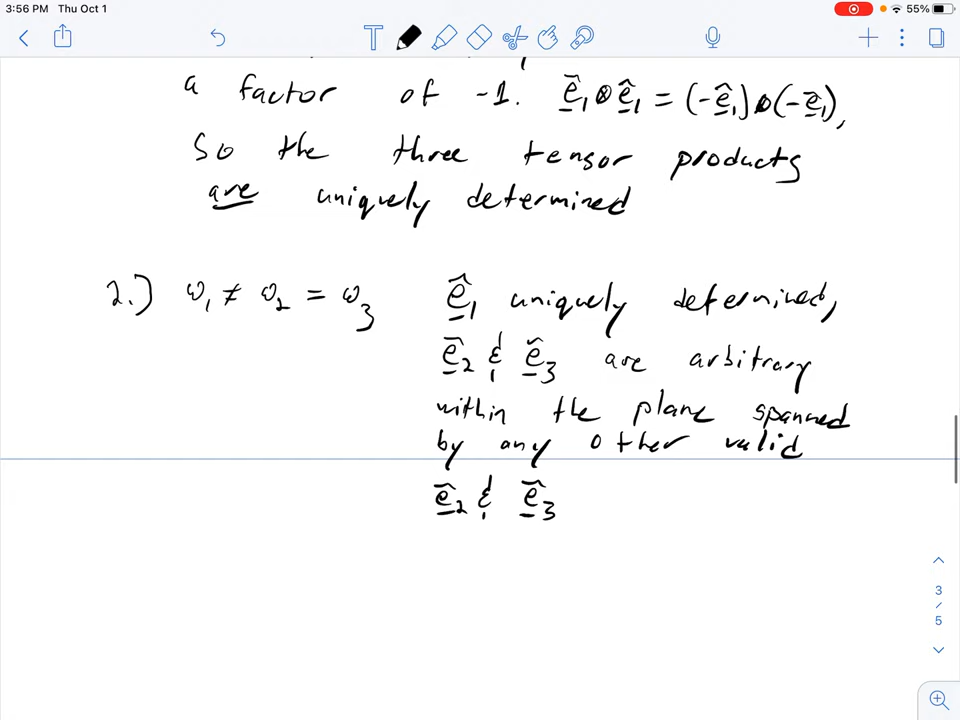 3:56 PM Thu Oct 1
55%
a factor of -1. ê₁⊗ê₁ = (-ê₁)⊗(-ê₁),
So the three tensor products
are uniquely determined
2.) ω₁ ≠ ω₂ = ω₃ ê₁ uniquely determined,
ê₂ & ê₃ are arbitrary
within the plane spanned
by any other valid
ê₂ & ê₃
3
/
5